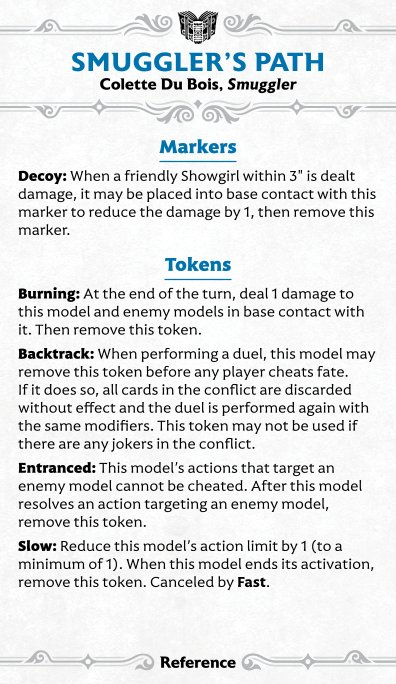 SMUGGLER’S PATH
Colette Du Bois, Smuggler
Markers
Decoy: When a friendly Showgirl within 3" is dealt
damage, it may be placed into base contact with this
marker to reduce the damage by 1, then remove this
marker.
Tokens
Burning: At the end of the turn, deal 1 damage to
this model and enemy models in base contact with
it. Then remove this token.
Backtrack: When performing a duel, this model may
remove this token before any player cheats fate.
If it does so, all cards in the conflict are discarded
without effect and the duel is performed again with
the same modifiers. This token may not be used if
there are any jokers in the conflict.
Entranced: This model’s actions that target an
enemy model cannot be cheated. After this model
resolves an action targeting an enemy model,
remove this token.
Slow: Reduce this model’s action limit by 1 (to a
minimum of 1). When this model ends its activation,
remove this token. Canceled by Fast.
Reference